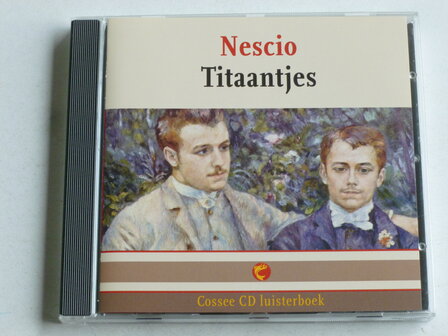 Nescio
Titaantjes
Cossee CD luisterboek